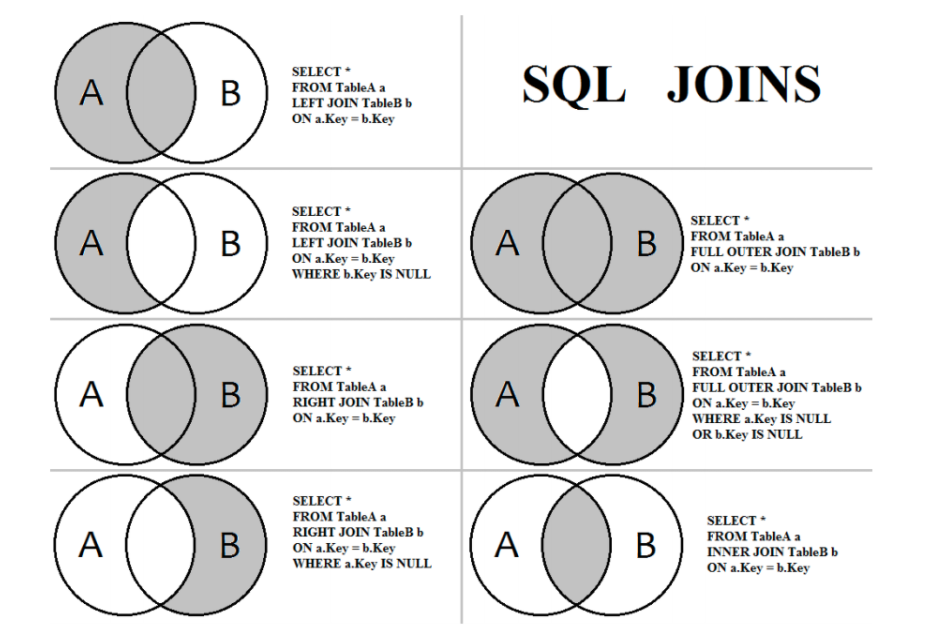 A
B
SELECT *
FROM TableA a
LEFT JOIN TableB b
ON a.Key = b.Key
SQL JOINS
A
B
SELECT *
FROM TableA a
LEFT JOIN TableB b
ON a.Key = b.Key
WHERE b.Key IS NULL
A
B
SELECT *
FROM TableA a
FULL OUTER JOIN TableB b
ON a.Key = b.Key
A
B
SELECT *
FROM TableA a
RIGHT JOIN TableB b
ON a.Key = b.Key
A
B
SELECT *
FROM TableA a
FULL OUTER JOIN TableB b
ON a.Key = b.Key
WHERE a.Key IS NULL
OR b.Key IS NULL
A
B
SELECT *
FROM TableA a
RIGHT JOIN TableB b
ON a.Key = b.Key
WHERE a.Key IS NULL
A
B
SELECT *
FROM TableA a
INNER JOIN TableB b
ON a.Key = b.Key